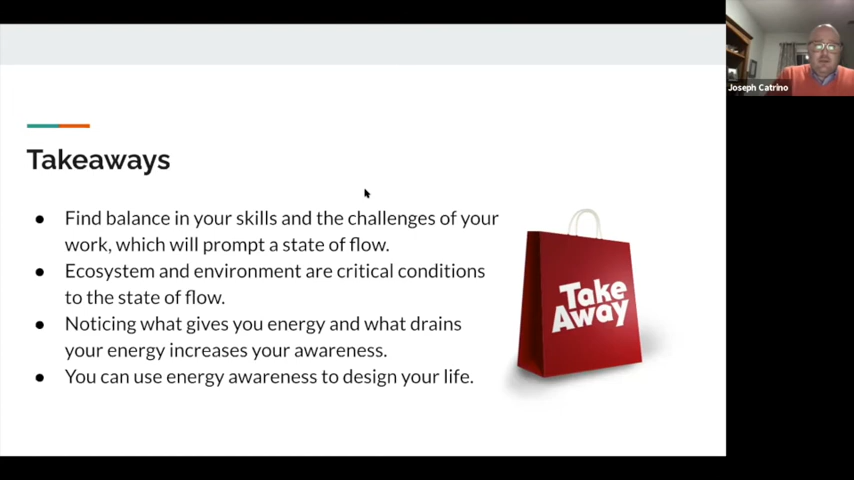 Joseph Catrino
Takeaways
● Find balance in your skills and the challenges of your
work, which will prompt a state of flow.
● Ecosystem and environment are critical conditions
to the state of flow.
● Noticing what gives you energy and what drains
your energy increases your awareness.
● You can use energy awareness to design your life.
Take
Away